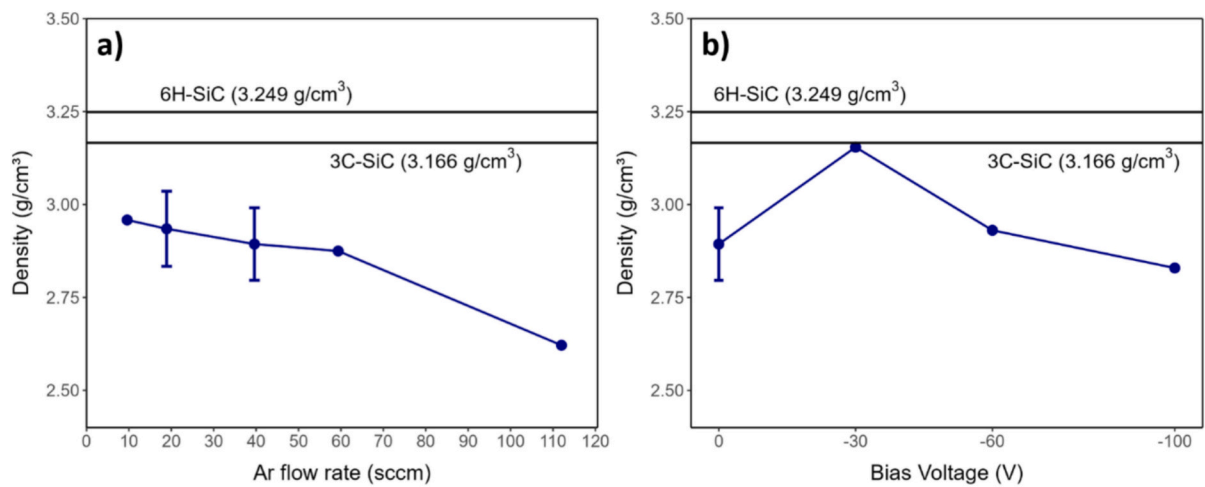 a)
3.50
3.25
3.00
2.75
2.50
Density (g/cm³)
6H-SiC (3.249 g/cm³)
3C-SiC (3.166 g/cm³)
0 10 20 30 40 50 60 70 80 90 100 110 120
Ar flow rate (sccm)
b)
3.50
3.25
3.00
2.75
2.50
Density (g/cm³)
6H-SiC (3.249 g/cm³)
3C-SiC (3.166 g/cm³)
0 -30 -60 -100
Bias Voltage (V)